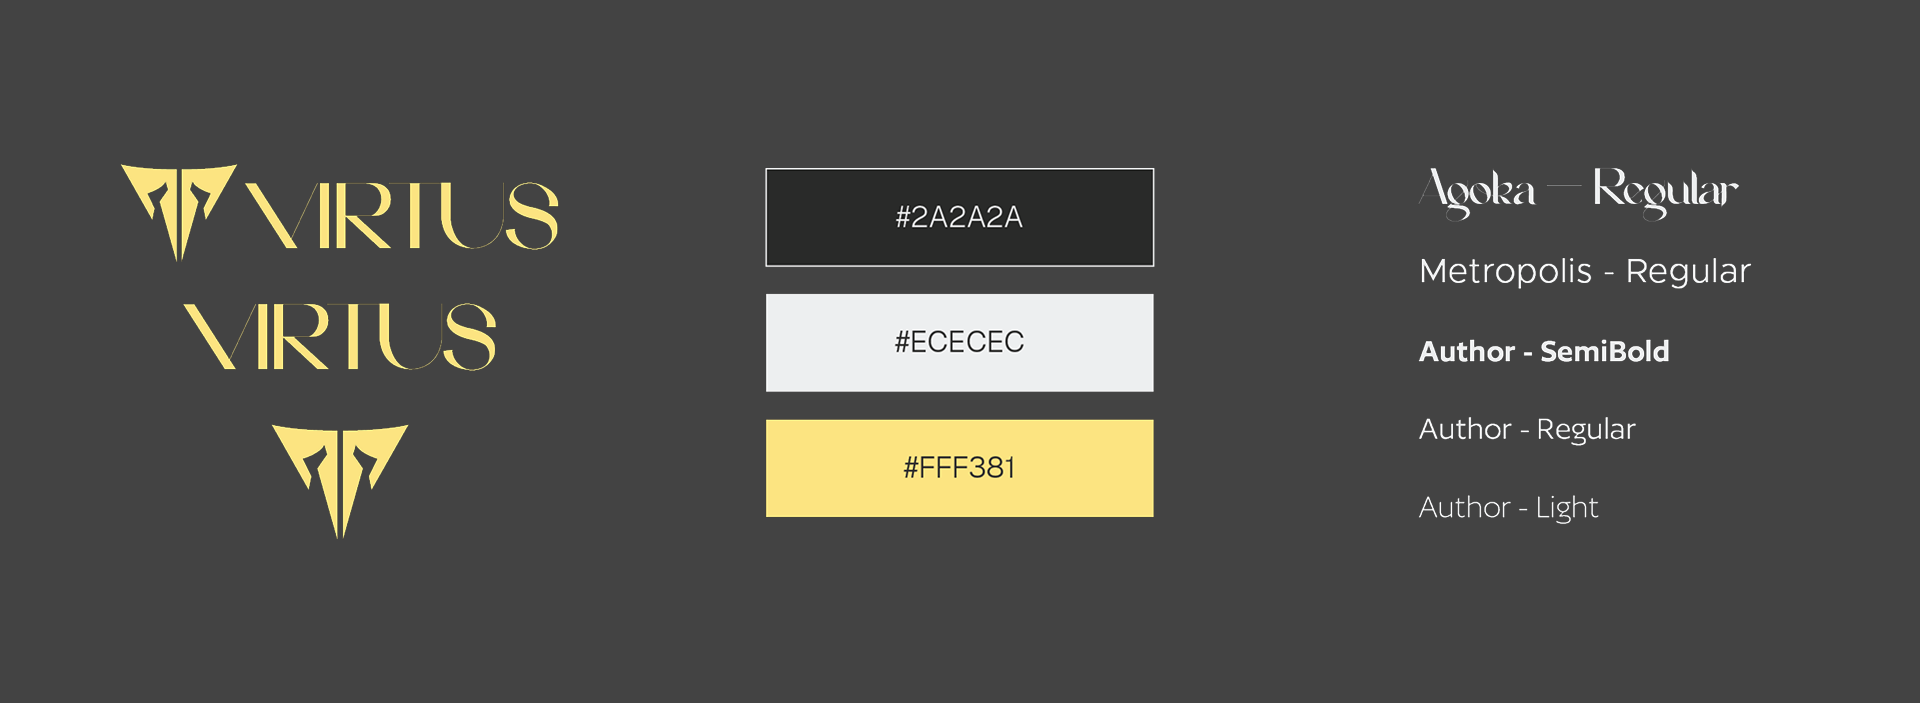 VIRTUS
VIRTUS
#2A2A2A
#ECECEC
#FFF381
Agoka — Regular
Metropolis - Regular
Author - SemiBold
Author - Regular
Author - Light